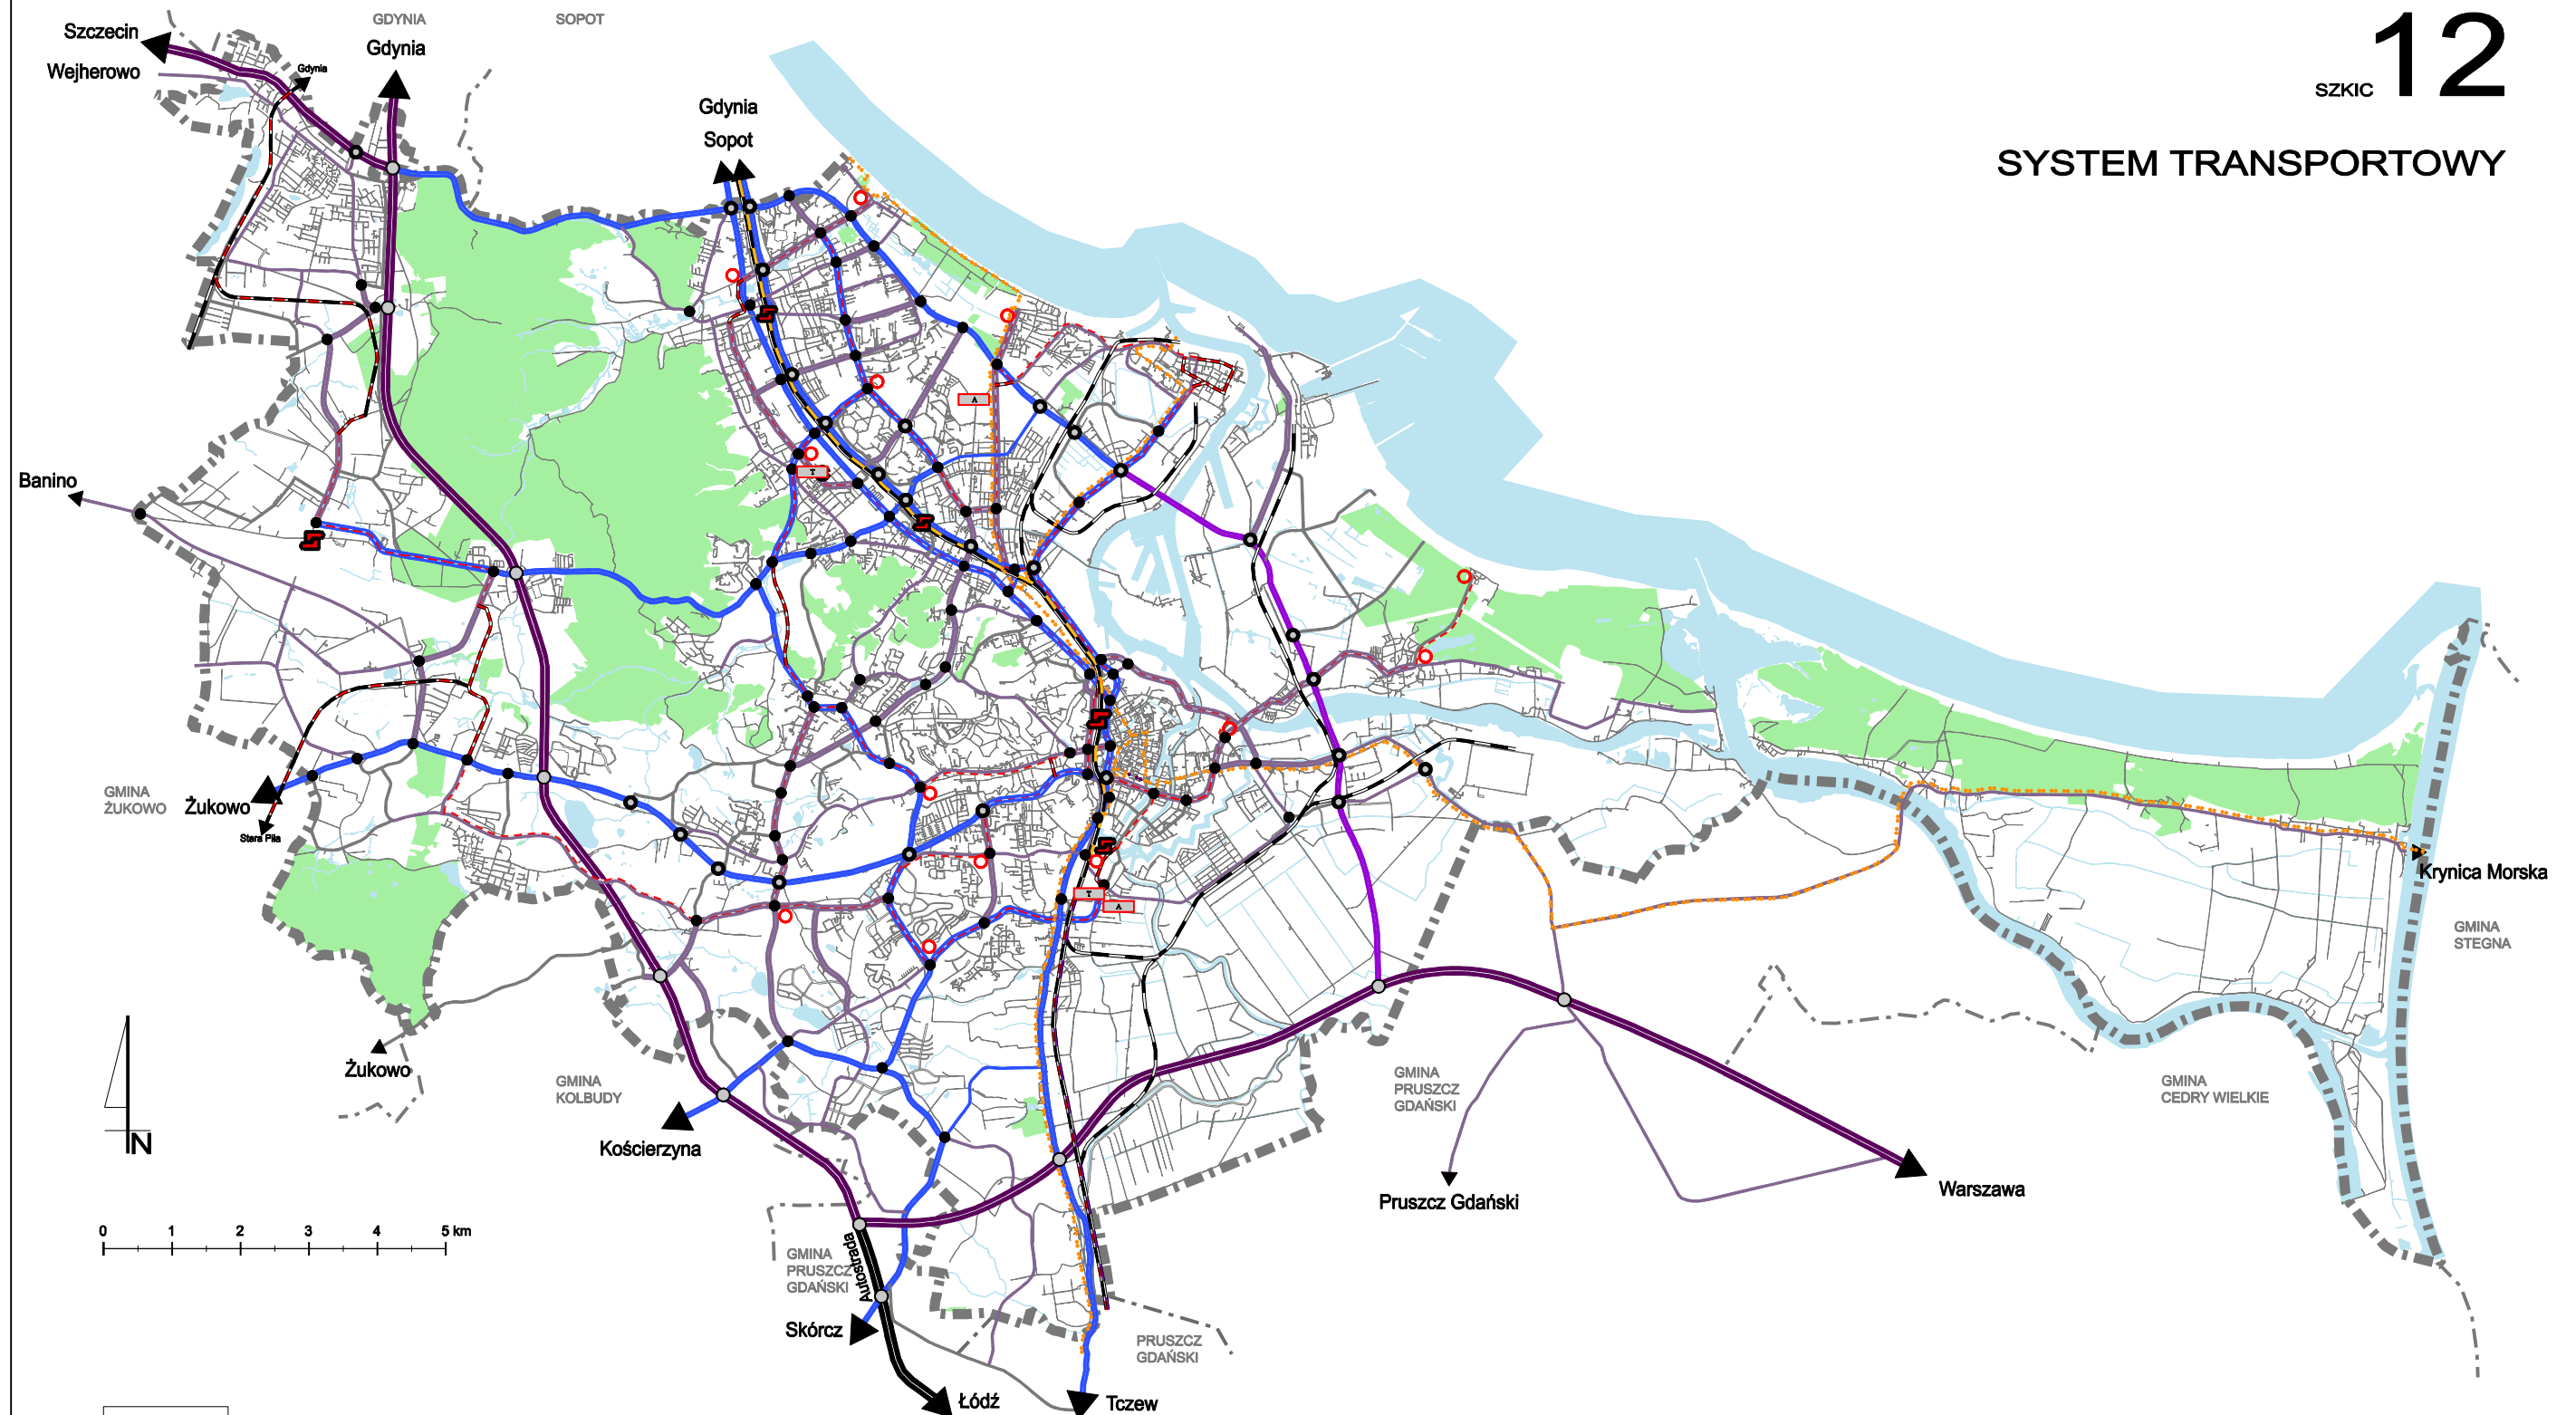 12
SZKIC
SYSTEM TRANSPORTOWY
GDYNIA
SOPOT
Szczecin
Gdynia
Wejherowo
Gdynia
Gdynia
Sopot
Banino
A
T
GMINA
ŻUKOWO
Żukowo
Stara Piła
Krynica Morska
T
A
GMINA
STEGNA
Żukowo
GMINA
KOLBUDY
GMINA
PRUSZCZ
GDAŃSKI
GMINA
CEDRY WIELKIE
N
Kościerzyna
Warszawa
Pruszcz Gdański
0 1 2 3 4 5 km
GMINA
PRUSZCZ
GDAŃSKI
Autostrada
Skórcz
PRUSZCZ
GDAŃSKI
Łódź
Tczew